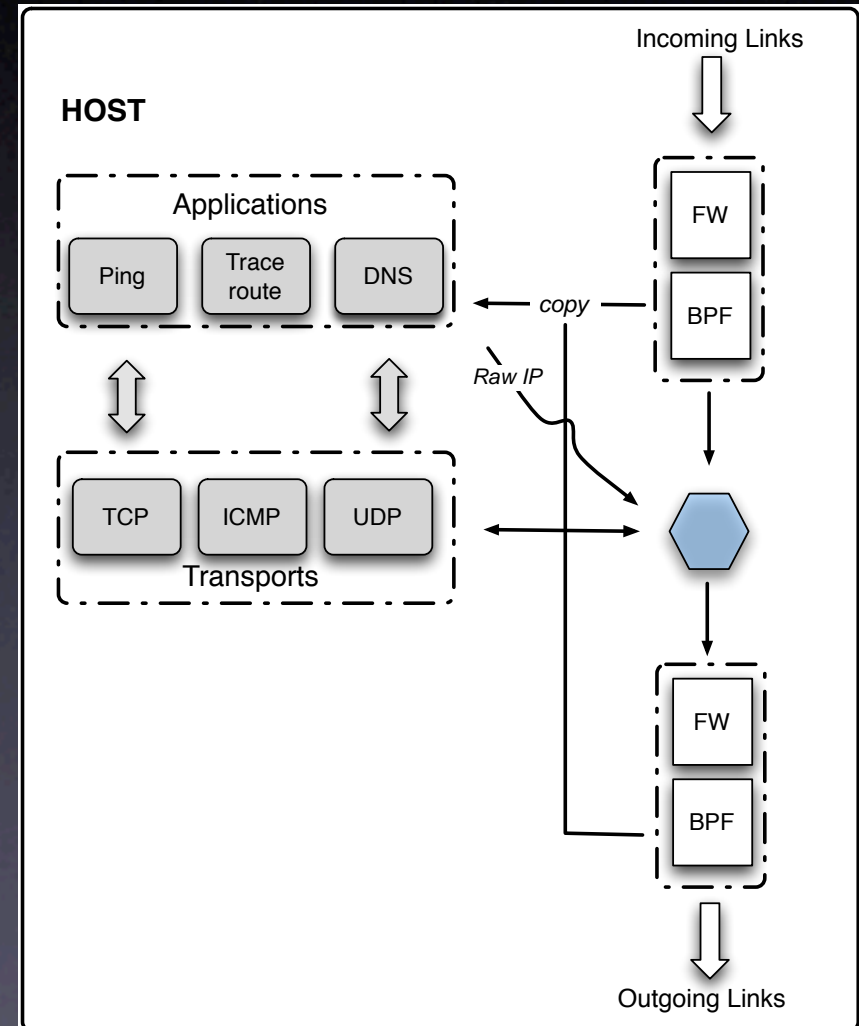 Incoming Links
HOST
Applications
Ping
Trace
route
DNS
FW
BPF
copy
Raw IP
TCP
ICMP
UDP
Transports
FW
BPF
Outgoing Links